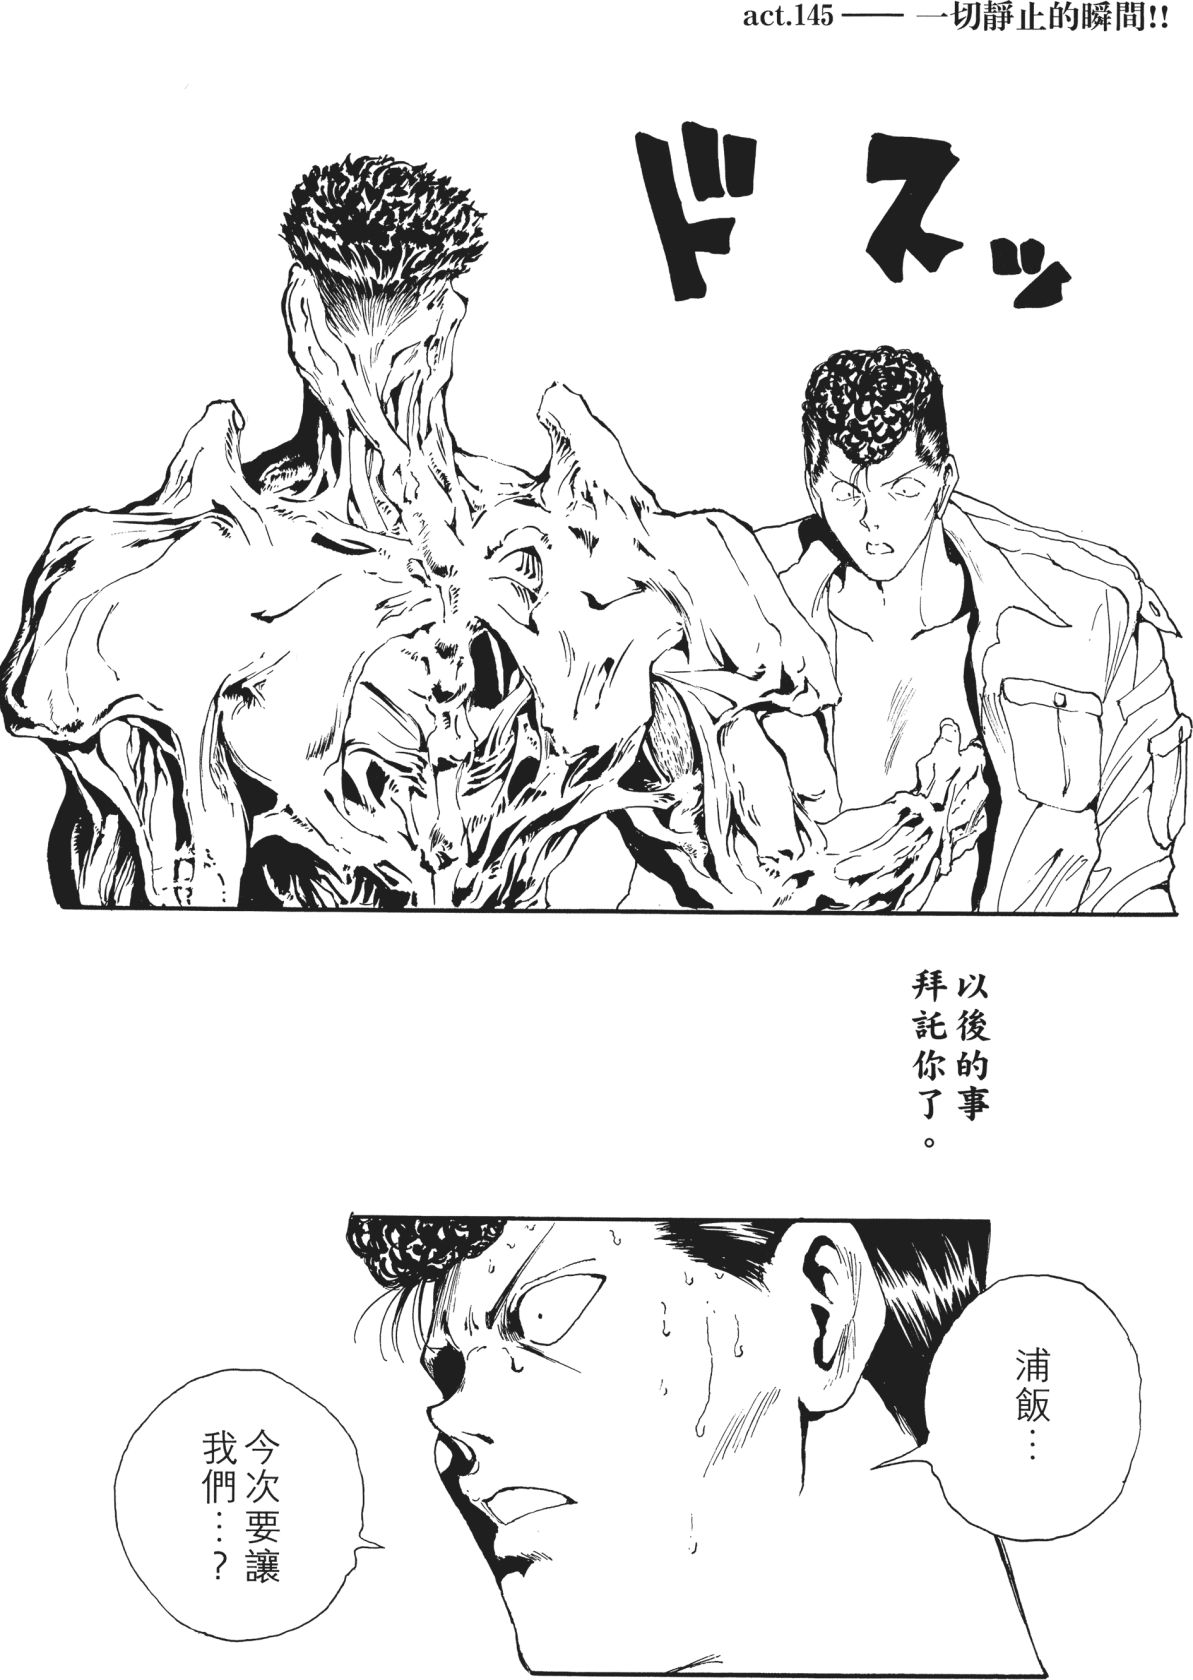 act.145 —— 一切靜止的瞬間!!
ドスッ
以後的事
拜託你了。
浦飯…
今次要讓
我們…?